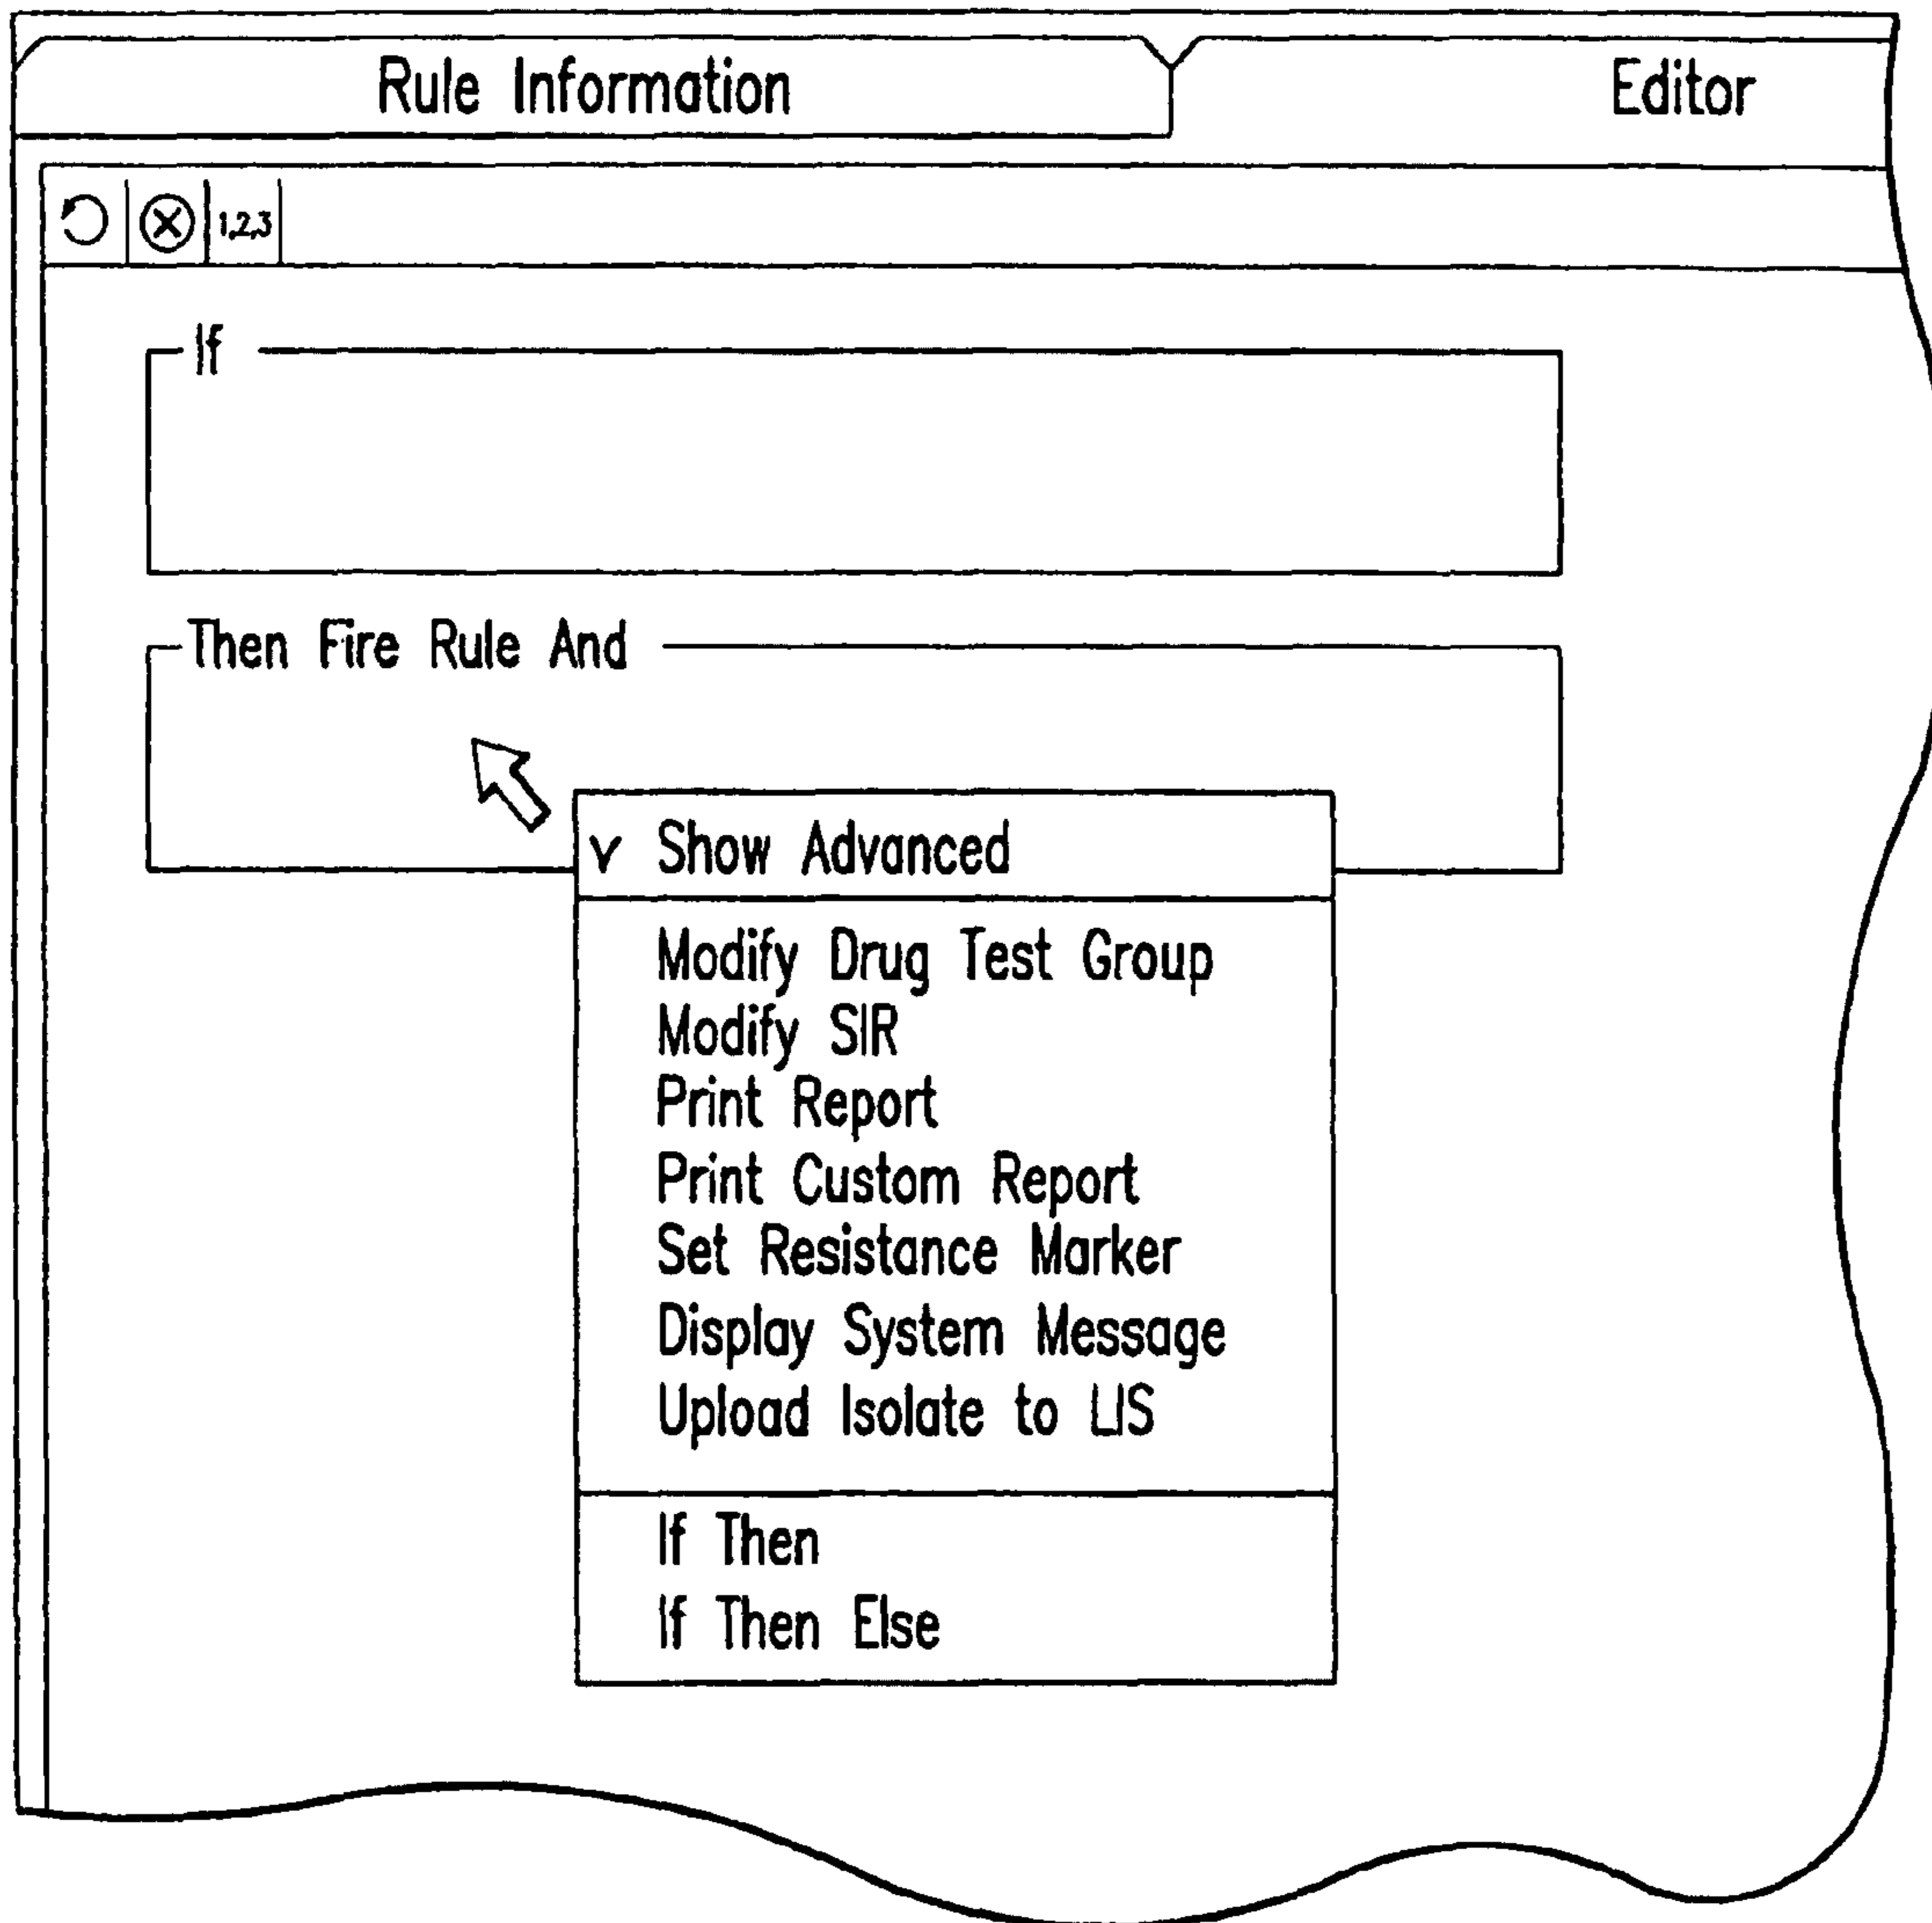 Rule Information
Editor
1,2,3
If
Then Fire Rule And
Show Advanced
Modify Drug Test Group
Modify SIR
Print Report
Print Custom Report
Set Resistance Marker
Display System Message
Upload Isolate to LIS
If Then
If Then Else